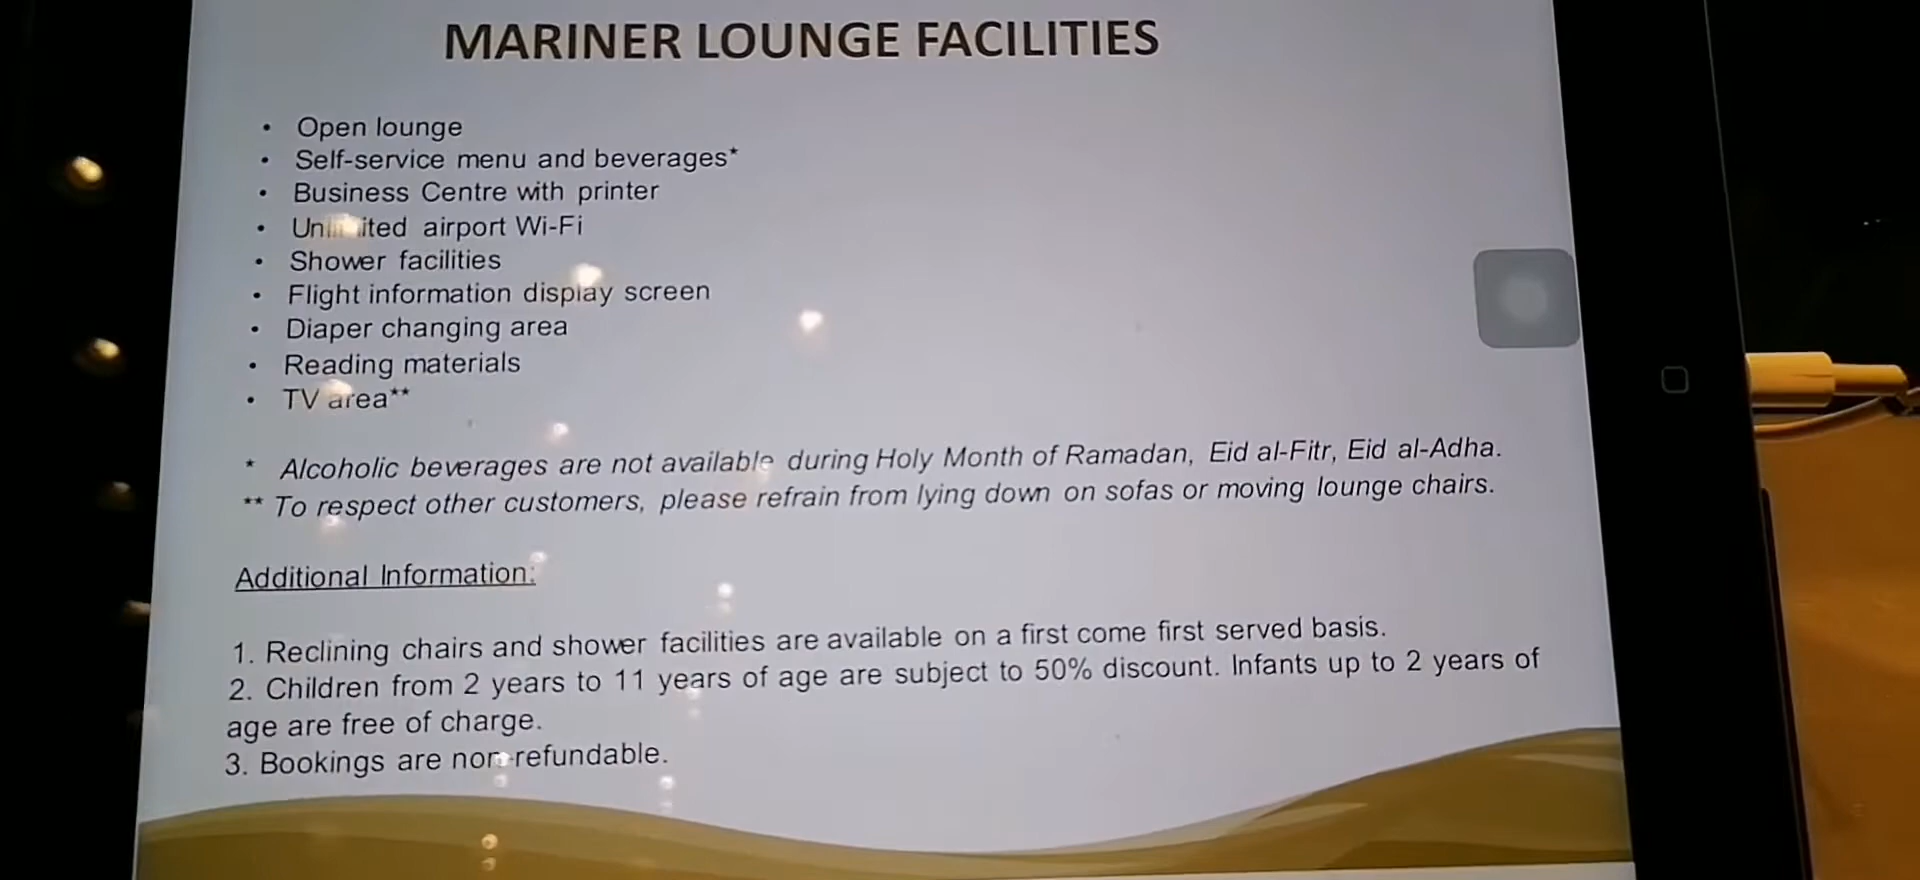 MARINER LOUNGE FACILITIES
• Open lounge
• Self-service menu and beverages*
• Business Centre with printer
• Unlimited airport Wi-Fi
• Shower facilities
• Flight information display screen
• Diaper changing area
• Reading materials
• TV area**
* Alcoholic beverages are not available during Holy Month of Ramadan, Eid al-Fitr, Eid al-Adha.
** To respect other customers, please refrain from lying down on sofas or moving lounge chairs.
Additional Information:
1. Reclining chairs and shower facilities are available on a first come first served basis.
2. Children from 2 years to 11 years of age are subject to 50% discount. Infants up to 2 years of
age are free of charge.
3. Bookings are non-refundable.